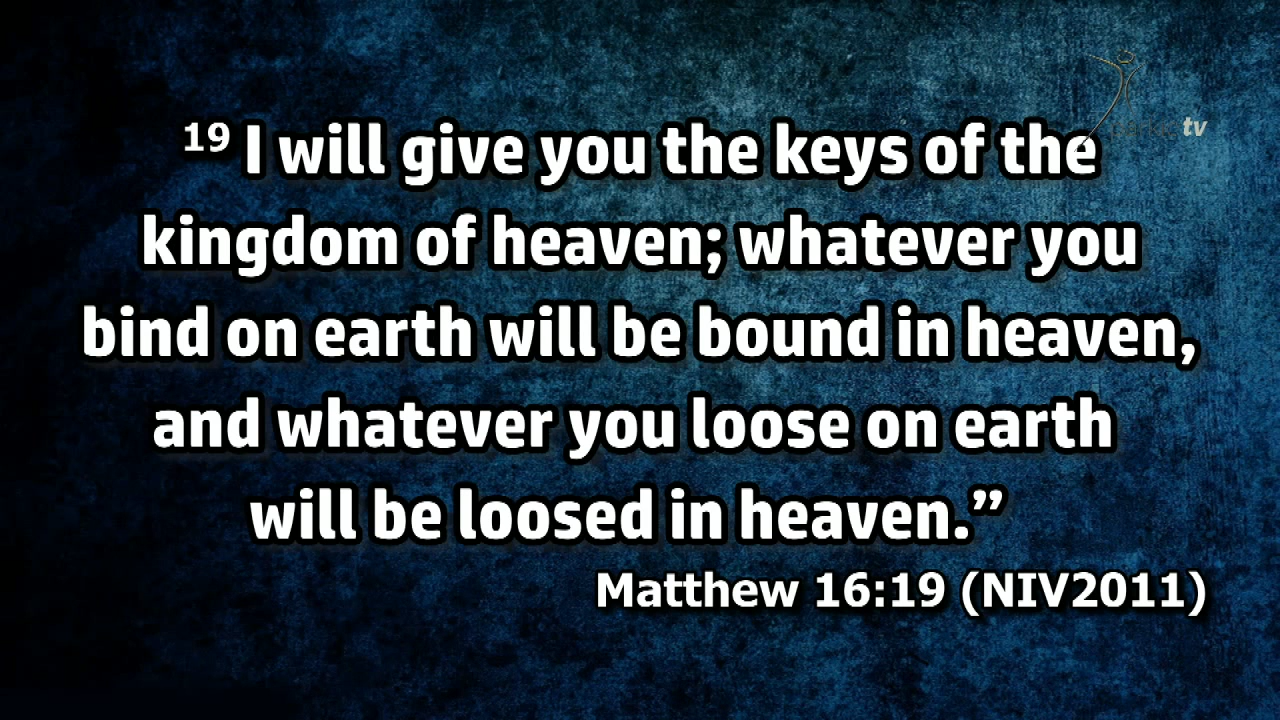 tv
19 I will give you the keys of the
kingdom of heaven; whatever you
bind on earth will be bound in heaven,
and whatever you loose on earth
will be loosed in heaven.”
Matthew 16:19 (NIV2011)